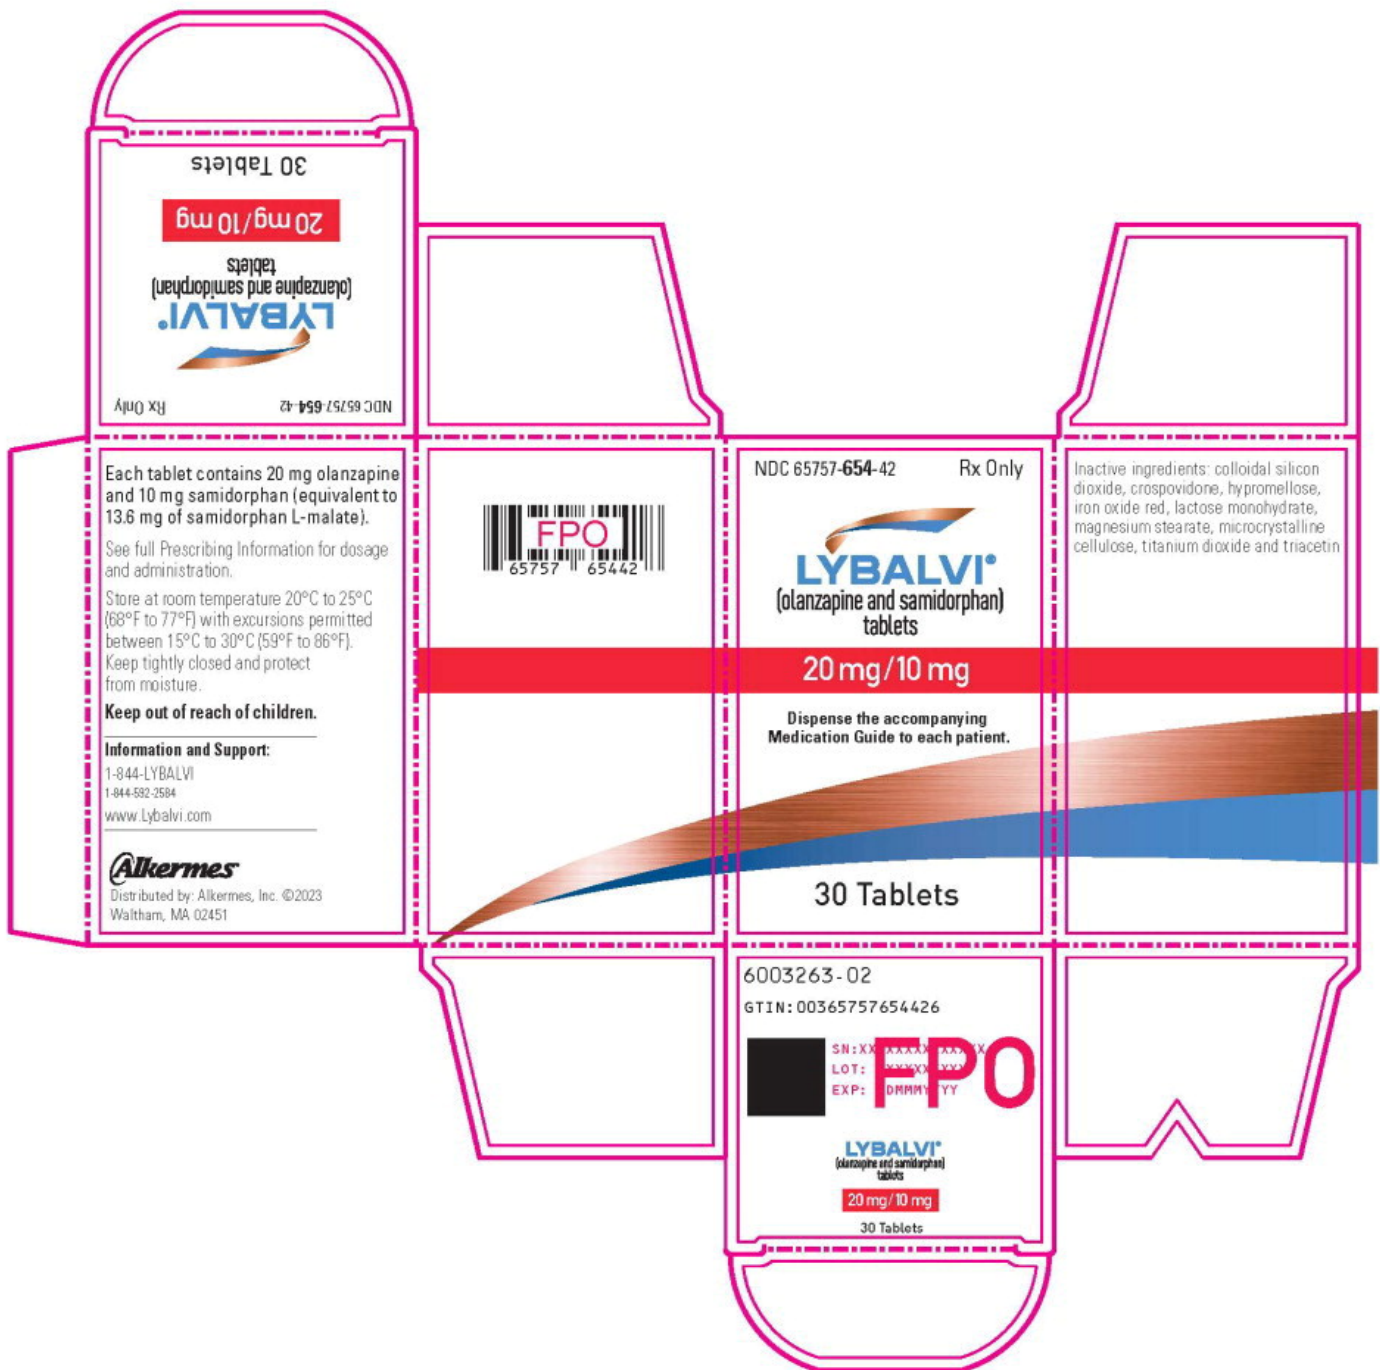 30 Tablets
20 mg/10 mg
tablets
(olanzapine and samidorphan)
LYBALVI®
NDC 65757-654-42 Rx Only
Each tablet contains 20 mg olanzapine
and 10 mg samidorphan (equivalent to
13.6 mg of samidorphan L-malate).
See full Prescribing Information for dosage
and administration.
Store at room temperature 20°C to 25°C
(68°F to 77°F) with excursions permitted
between 15°C to 30°C (59°F to 86°F).
Keep tightly closed and protect
from moisture.
Keep out of reach of children.
Information and Support:
1-844-LYBALVI
1-844-592-2584
www.Lybalvi.com
Alkermes®
Distributed by: Alkermes, Inc. ©2023
Waltham, MA 02451
FPO
65757 65442
NDC 65757-654-42 Rx Only
LYBALVI®
(olanzapine and samidorphan)
tablets
20 mg/10 mg
Dispense the accompanying
Medication Guide to each patient.
30 Tablets
Inactive ingredients: colloidal silicon
dioxide, crospovidone, hypromellose,
iron oxide red, lactose monohydrate,
magnesium stearate, microcrystalline
cellulose, titanium dioxide and triacetin
6003263-02
GTIN:00365757654426
SN:
LOT:
EXP:
FPO
LYBALVI®
(olanzapine and samidorphan)
tablets
20 mg/10 mg
30 Tablets